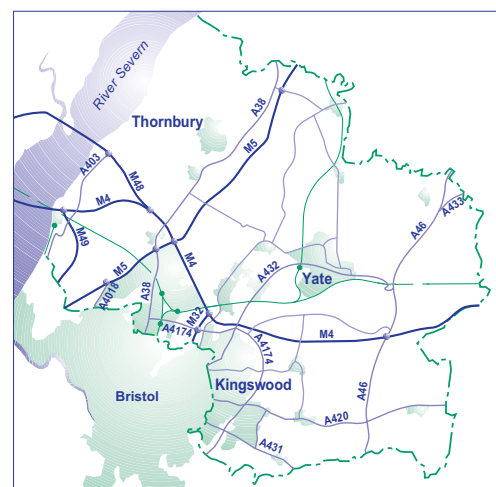 River Severn
Thornbury
A38
M5
A403
M48
M4
M49
A46
A433
M5
A4018
M4
A432
Yate
A38
M32
A4174
A4174
M4
Bristol
Kingswood
A46
A420
A431